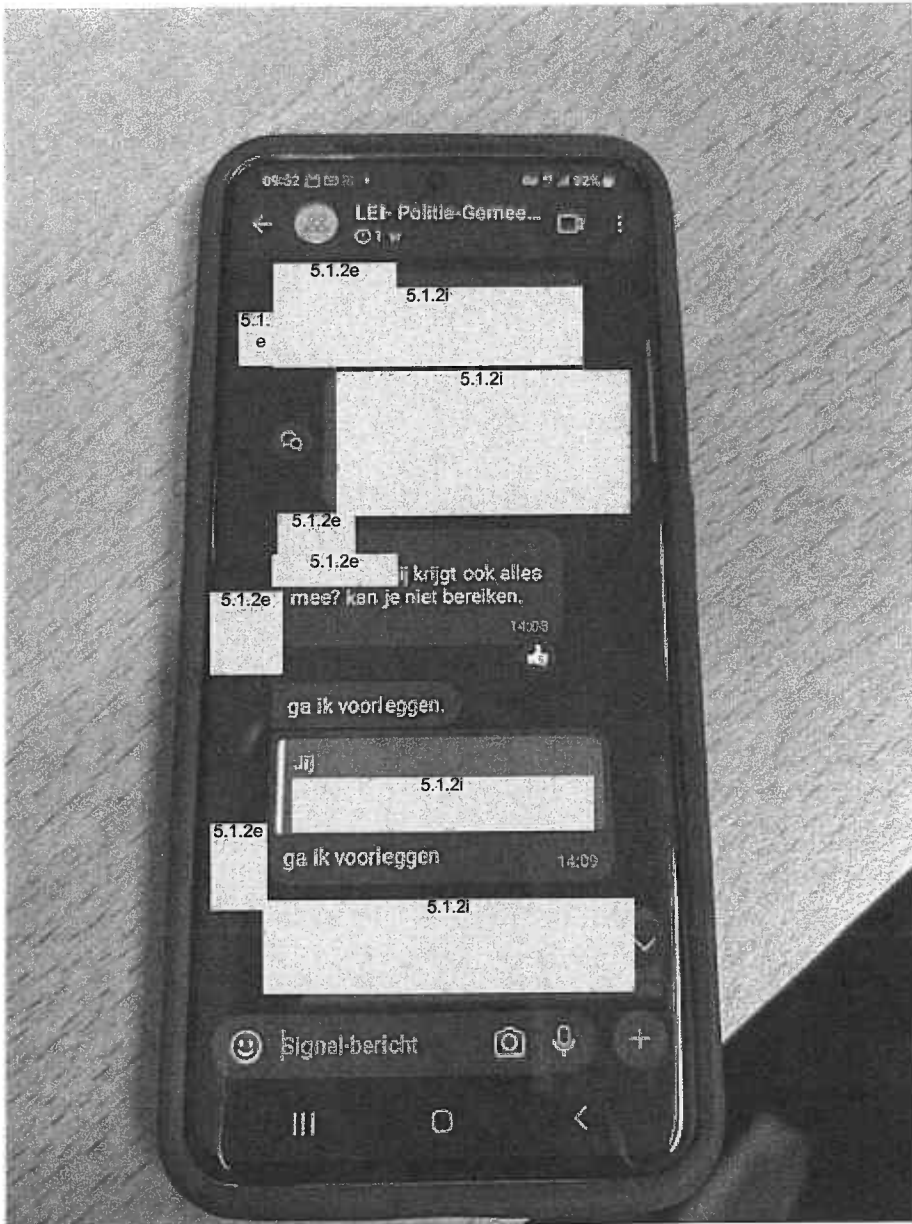 09:32
92%
LEI- Politie-Gemee...
5.1.2e
5.1.2i
5.1.
e
5.1.2i
5.1.2e
5.1.2e
ij krijgt ook alles
5.1.2e
mee? kan je niet bereiken.
14:08
ga ik voorleggen.
Jij
5.1.2i
5.1.2e
ga ik voorleggen 14:09
5.1.2i
Signal-bericht